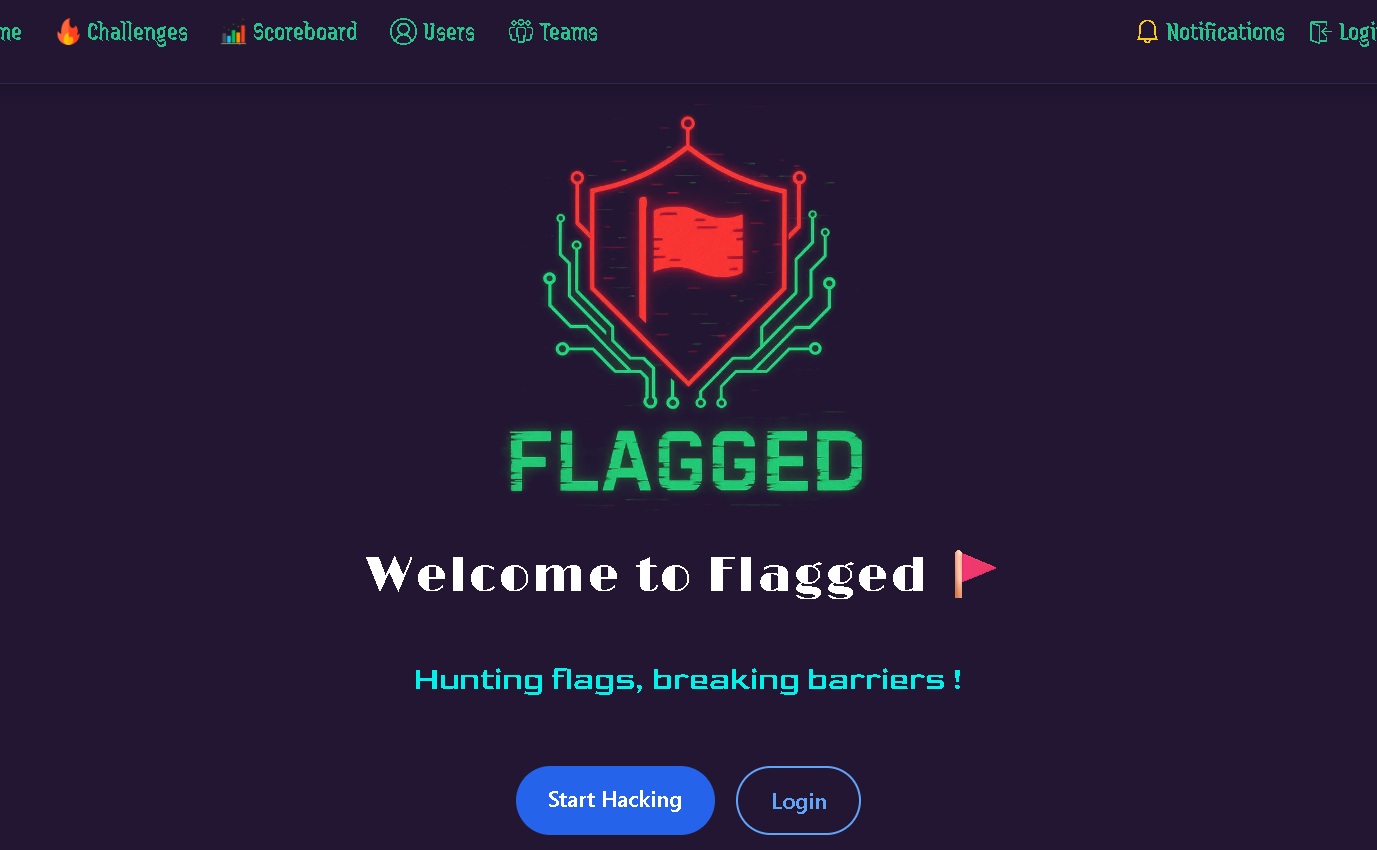 me Challenges Scoreboard Users Teams Notifications Logi
FLAGGED
Welcome to Flagged
Hunting flags, breaking barriers !
Start Hacking Login